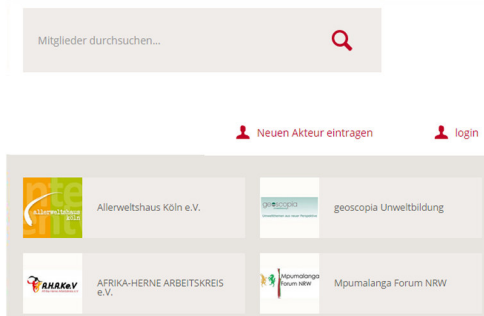 Mitglieder durchsuchen...
Neuen Akteur eintragen
login
allerweltshaus
köln
Allerweltshaus Köln e.V.
geoscopia
geoscopia Unweltbildung
A.H.A.K e.V
AFRIKA-HERNE ARBEITSKREIS
e.V.
Mpumalanga
Forum NRW
Mpumalanga Forum NRW